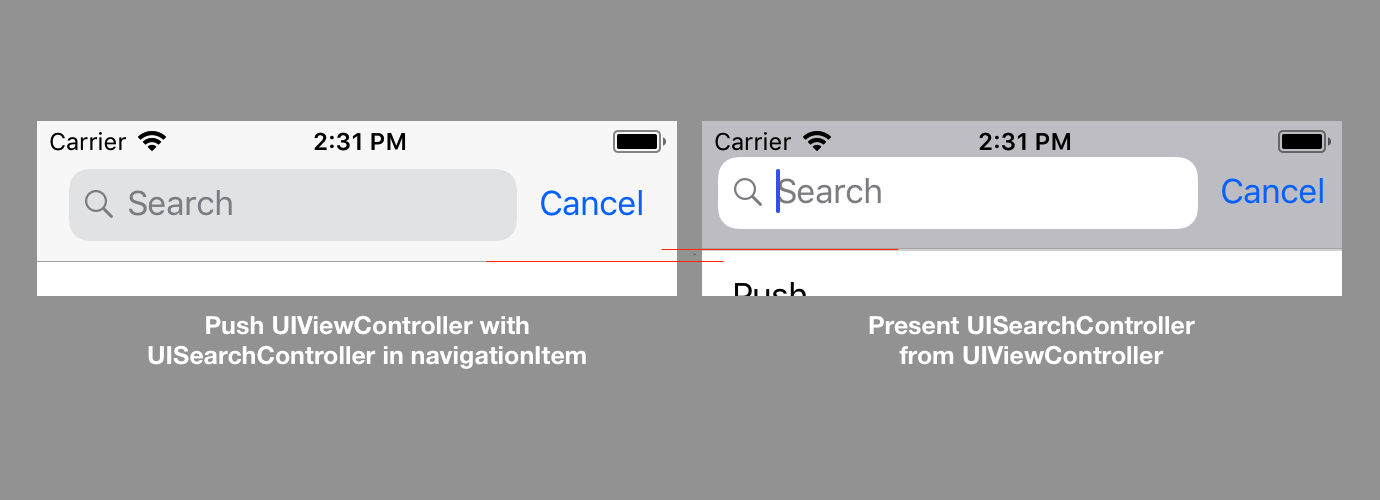 Carrier 2:31 PM
Search Cancel
Push UIViewController with
UISearchController in navigationItem
Carrier 2:31 PM
Search Cancel
Push
Present UISearchController
from UIViewController